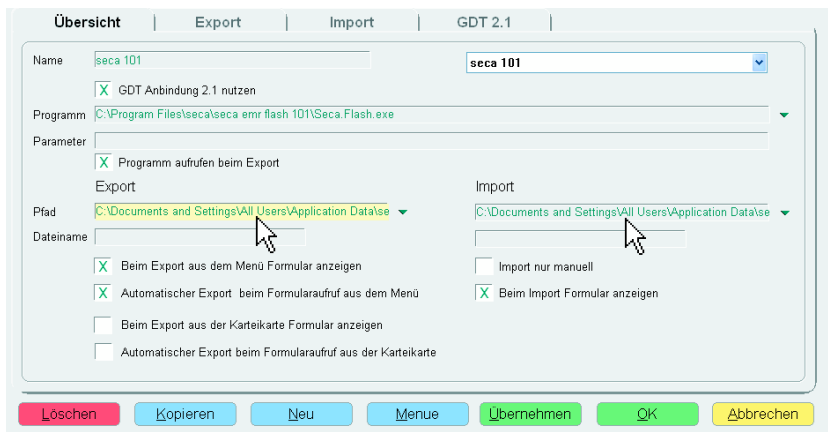 Übersicht | Export | Import | GDT 2.1 |
Name seca 101 seca 101
X GDT Anbindung 2.1 nutzen
Programm C:\Program Files\seca\seca emr flash 101\Seca.Flash.exe
Parameter
X Programm aufrufen beim Export
Export Import
Pfad C:\Documents and Settings\All Users\Application Data\se C:\Documents and Settings\All Users\Application Data\se
Dateiname
X Beim Export aus dem Menü Formular anzeigen Import nur manuell
X Automatischer Export beim Formularaufruf aus dem Menü X Beim Import Formular anzeigen
Beim Export aus der Karteikarte Formular anzeigen
Automatischer Export beim Formularaufruf aus der Karteikarte
Löschen Kopieren Neu Menue Übernehmen OK Abbrechen